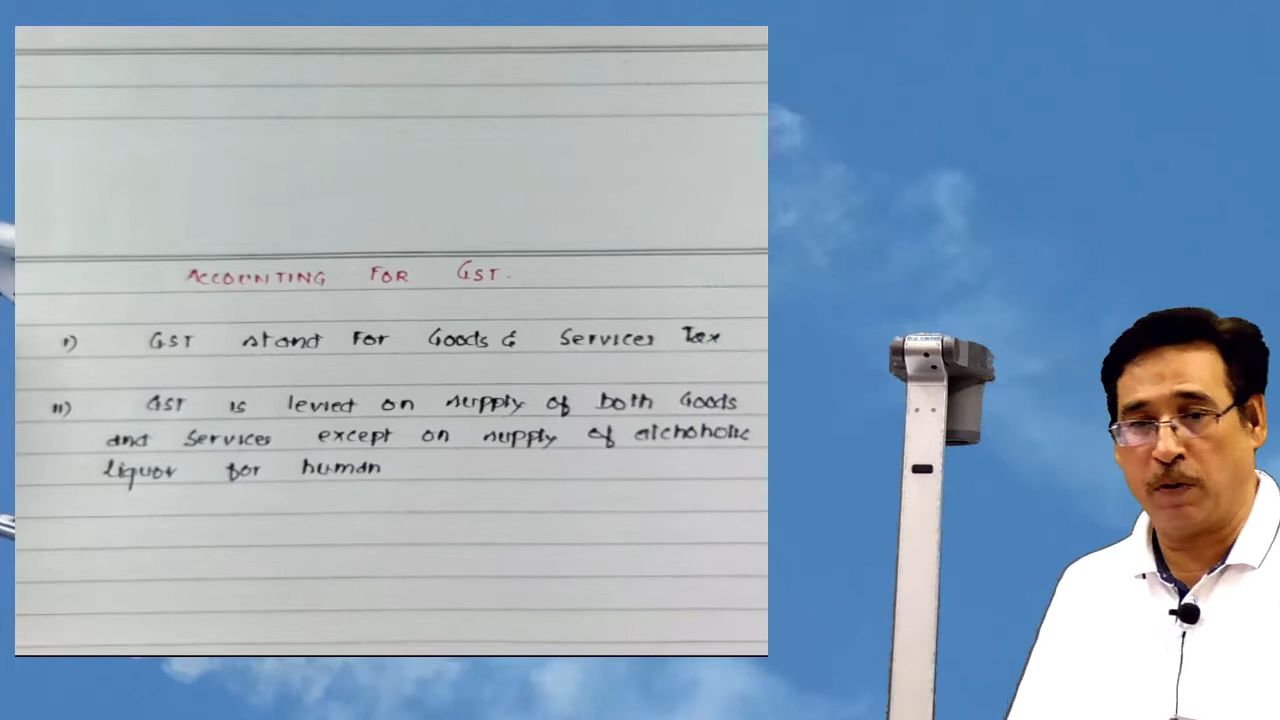 ACCOUNTING FOR GST.
i) GST stand For Goods & Services Tax
ii) GST is levied on supply of both Goods
and Services except on supply of alchoholic
liquor for human